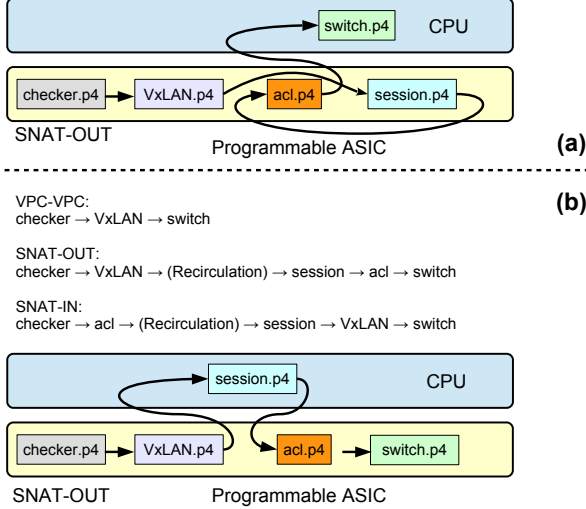 switch.p4 CPU
checker.p4 VxLAN.p4 acl.p4 session.p4
SNAT-OUT Programmable ASIC (a)
(b)
VPC-VPC:
checker → VxLAN → switch
SNAT-OUT:
checker → VxLAN → (Recirculation) → session → acl → switch
SNAT-IN:
checker → acl → (Recirculation) → session → VxLAN → switch
session.p4 CPU
checker.p4 VxLAN.p4 acl.p4 switch.p4
SNAT-OUT Programmable ASIC